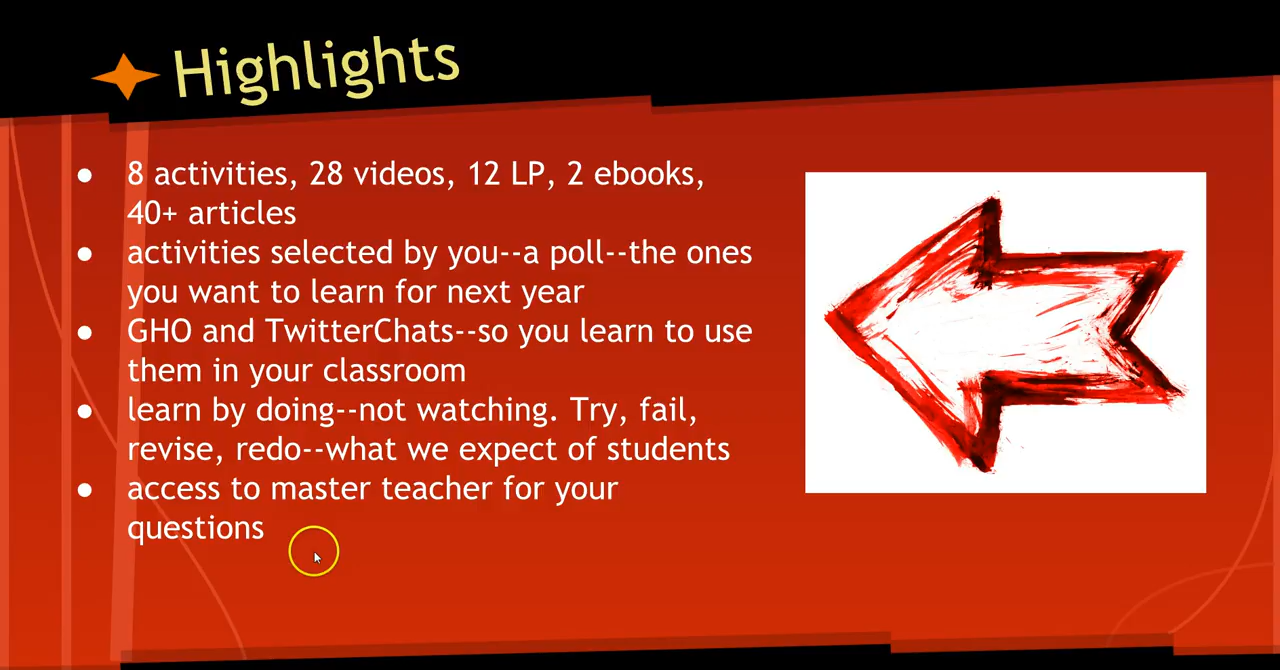 Highlights
● 8 activities, 28 videos, 12 LP, 2 ebooks,
40+ articles
● activities selected by you--a poll--the ones
you want to learn for next year
● GHO and TwitterChats--so you learn to use
them in your classroom
● learn by doing--not watching. Try, fail,
revise, redo--what we expect of students
● access to master teacher for your
questions